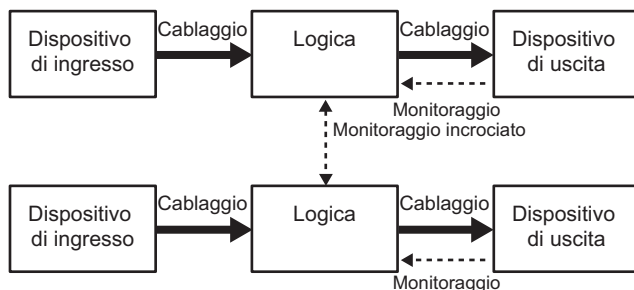 Dispositivo
di ingresso
Cablaggio
Logica
Cablaggio
Dispositivo
di uscita
Monitoraggio
Monitoraggio incrociato
Dispositivo
di ingresso
Cablaggio
Logica
Cablaggio
Dispositivo
di uscita
Monitoraggio